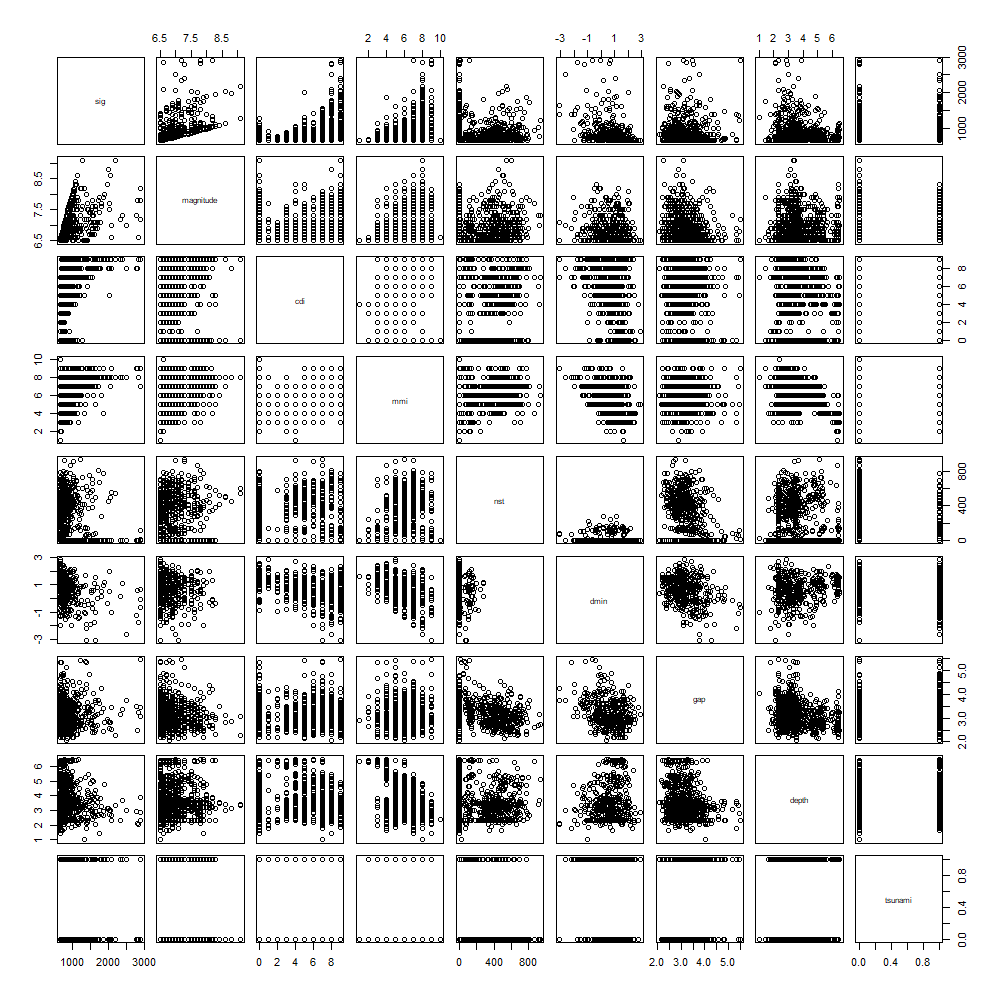 6.5 7.5 8.5
2 4 6 8 10
-3 -1 1 3
1 2 3 4 5 6
sig
1000 2000 3000
6.5 7.5 8.5
magnitude
cdi
0 2 4 6 8
2 4 6 8 10
mmi
nst
0 400 800
-3 -1 1 3
dmin
gap
2.0 3.0 4.0 5.0
1 2 3 4 5 6
depth
tsunami
0.0 0.4 0.8
1000 2000 3000
0 2 4 6 8
0 400 800
2.0 3.0 4.0 5.0
0.0 0.4 0.8